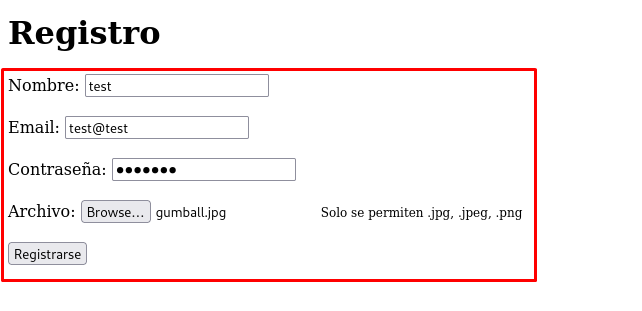 Registro
Nombre: test
Email: test@test
Contraseña: ●●●●●●●
Archivo: Browse... gumball.jpg Solo se permiten .jpg, .jpeg, .png
Registrarse